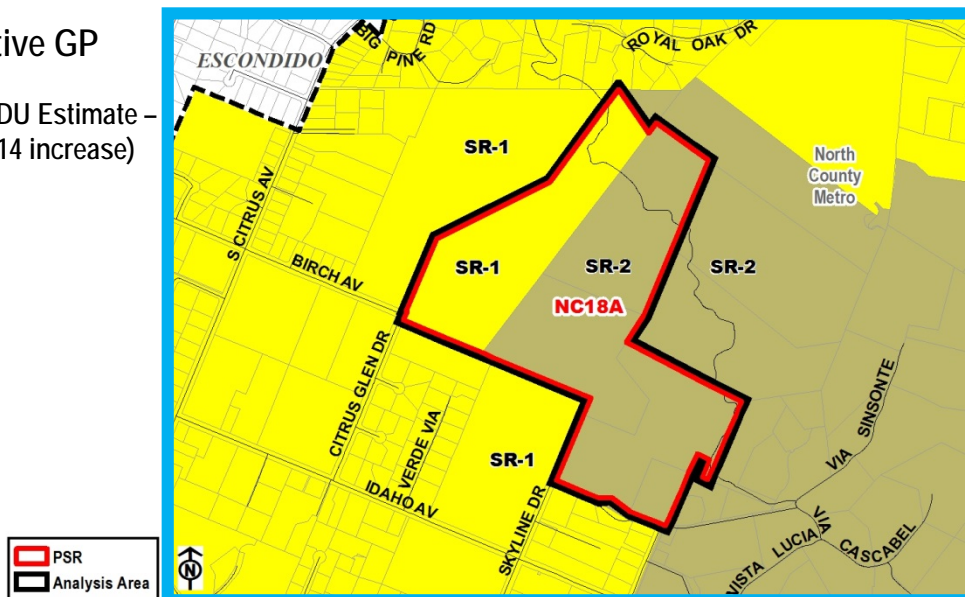 tive GP
DU Estimate –
14 increase)
ESCONDIDO
BIG PINE RD
ROYAL OAK DR
SR-1
North
County
Metro
S CITRUS AV
BIRCH AV
SR-1
SR-2
SR-2
NC18A
CITRUS GLEN DR
VERDE VIA
SR-1
IDAHO AV
SKYLINE DR
VIA SINSONTE
VIA CASCABEL
VISTA LUCIA
PSR
Analysis Area
N